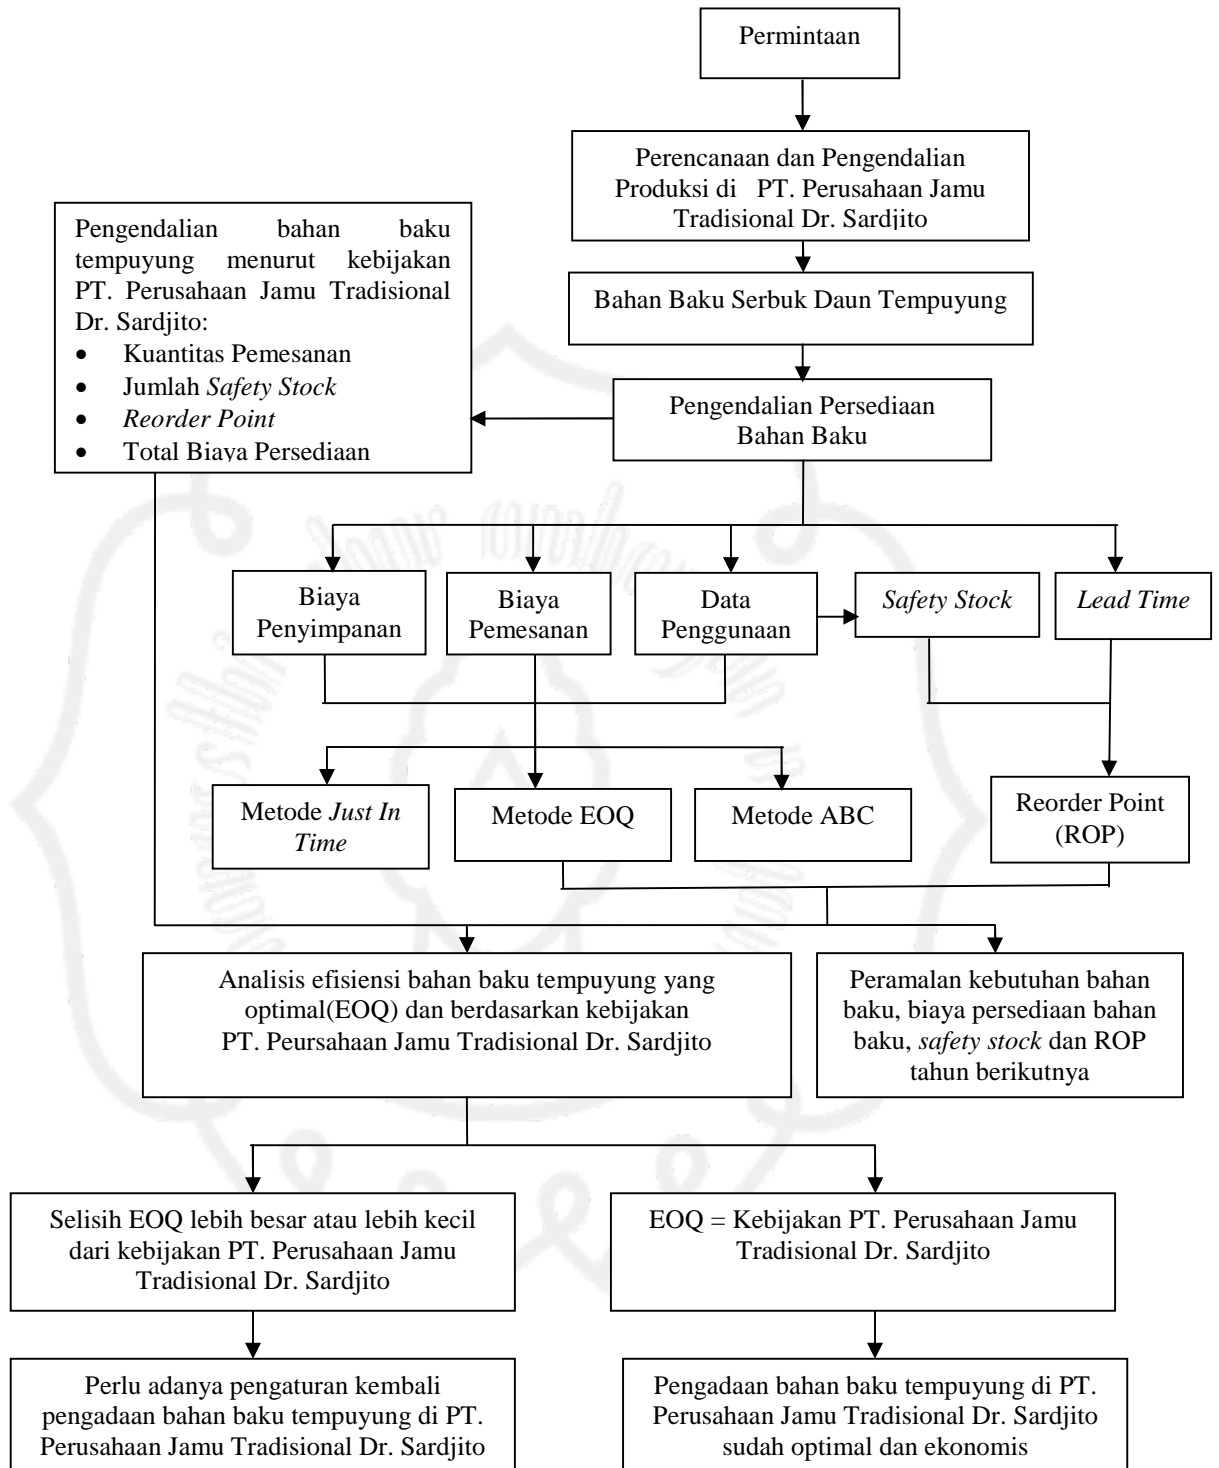 Permintaan
Perencanaan dan Pengendalian
Produksi di PT. Perusahaan Jamu
Tradisional Dr. Sardjito
Pengendalian bahan baku
tempuyung menurut kebijakan
PT. Perusahaan Jamu Tradisional
Dr. Sardjito:
• Kuantitas Pemesanan
• Jumlah Safety Stock
• Reorder Point
• Total Biaya Persediaan
Bahan Baku Serbuk Daun Tempuyung
Pengendalian Persediaan
Bahan Baku
Biaya
Penyimpanan
Biaya
Pemesanan
Data
Penggunaan
Safety Stock
Lead Time
Metode Just In
Time
Metode EOQ
Metode ABC
Reorder Point
(ROP)
Analisis efisiensi bahan baku tempuyung yang
optimal(EOQ) dan berdasarkan kebijakan
PT. Peursahaan Jamu Tradisional Dr. Sardjito
Peramalan kebutuhan bahan
baku, biaya persediaan bahan
baku, safety stock dan ROP
tahun berikutnya
Selisih EOQ lebih besar atau lebih kecil
dari kebijakan PT. Perusahaan Jamu
Tradisional Dr. Sardjito
EOQ = Kebijakan PT. Perusahaan Jamu
Tradisional Dr. Sardjito
Perlu adanya pengaturan kembali
pengadaan bahan baku tempuyung di PT.
Perusahaan Jamu Tradisional Dr. Sardjito
Pengadaan bahan baku tempuyung di PT.
Perusahaan Jamu Tradisional Dr. Sardjito
sudah optimal dan ekonomis